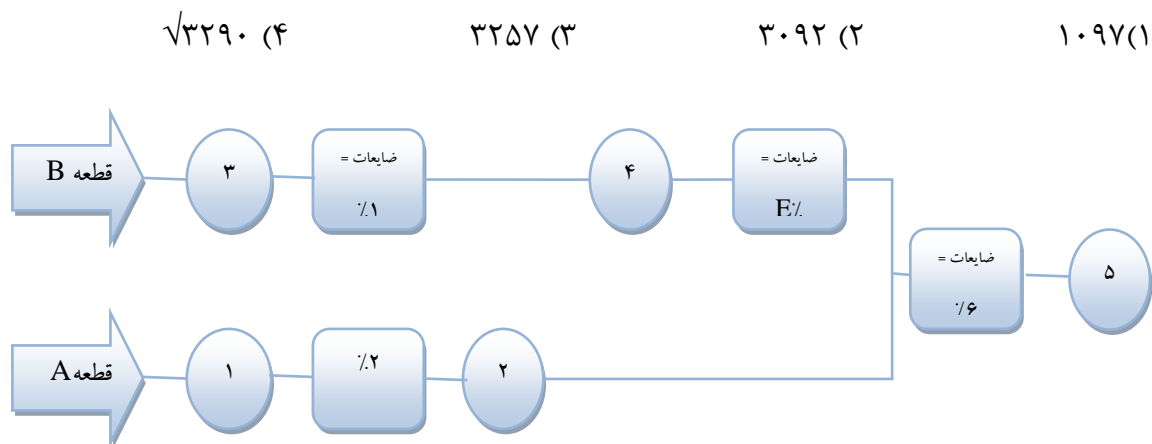 ۱)۱۰۹۷ ۲) ۳۰۹۲ ۳) ۳۲۵۷ ۴) ۳۲۹۰√
قطعه B
۳
ضایعات =
٪۱
۴
ضایعات =
E٪
ضایعات =
٪۶
۵
قطعه A
۱
٪۲
۲